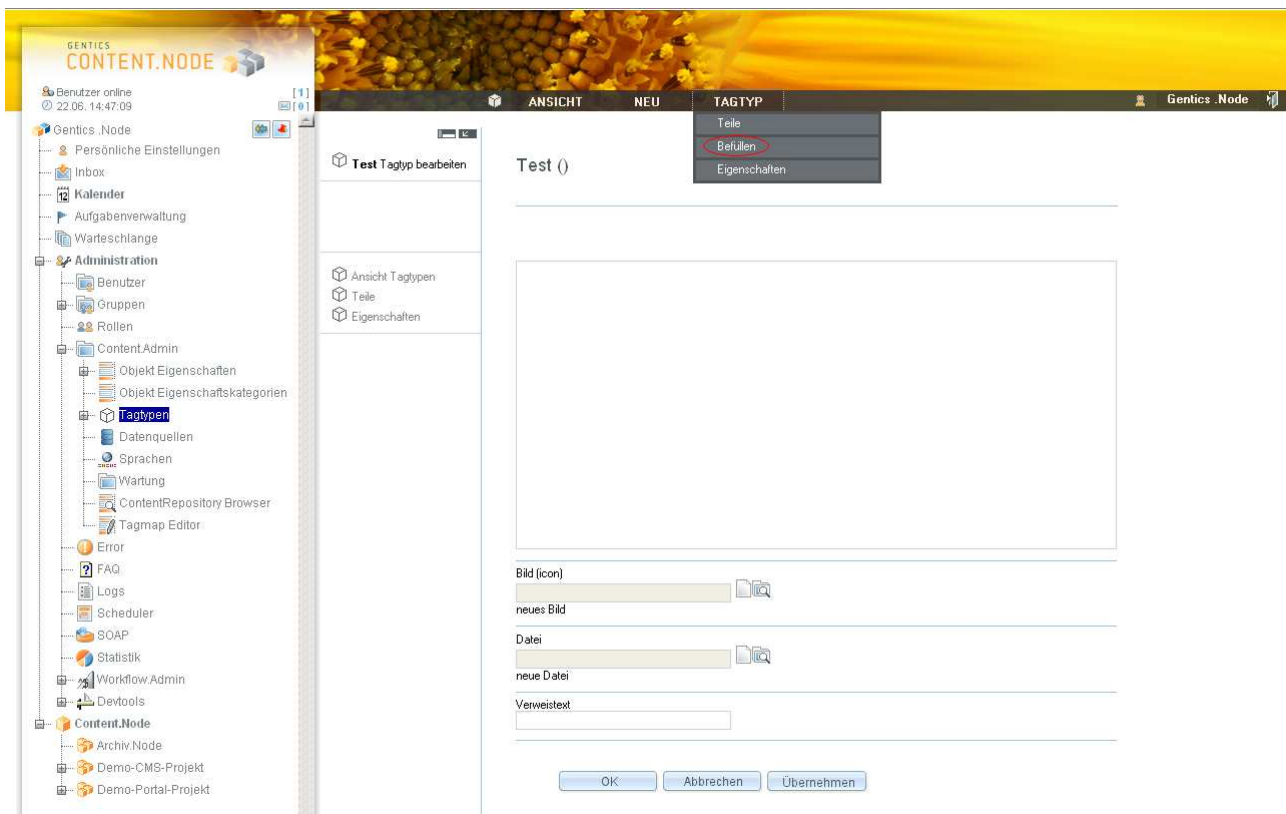 GENTICS
CONTENT.NODE
Benutzer online [1]
22.06. 14:47:09 [0]
ANSICHT NEU TAGTYP
Gentics .Node
Teile
Befüllen
Eigenschaften
Gentics .Node
Persönliche Einstellungen
Inbox
12 Kalender
Aufgabenverwaltung
Warteschlange
Administration
Benutzer
Gruppen
Rollen
Content.Admin
Objekt Eigenschaften
Objekt Eigenschaftskategorien
Tagtypen
Datenquellen
Sprachen
Wartung
ContentRepository Browser
Tagmap Editor
Error
? FAQ
Logs
Scheduler
SOAP
Statistik
Workflow.Admin
Devtools
Content.Node
Archiv.Node
Demo-CMS-Projekt
Demo-Portal-Projekt
Test Tagtyp bearbeiten
Ansicht Tagtypen
Teile
Eigenschaften
Test ()
Bild (icon)
neues Bild
Datei
neue Datei
Verweistext
OK Abbrechen Übernehmen